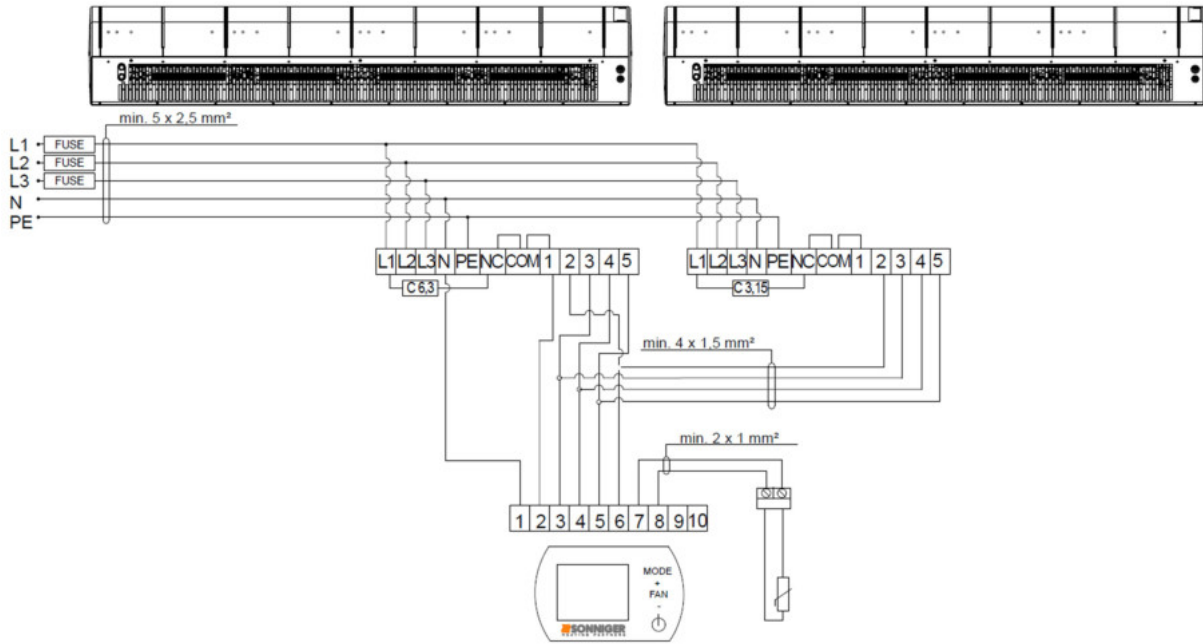 min. 5 x 2,5 mm²
L1 FUSE
L2 FUSE
L3 FUSE
N
PE
L1 L2 L3 N PE NC COM 1 2 3 4 5
L1 L2 L3 N PE NC COM 1 2 3 4 5
C 6,3
C 3,15
min. 4 x 1,5 mm²
min. 2 x 1 mm²
1 2 3 4 5 6 7 8 9 10
MODE
+
FAN
-
SONNIGER
HEATING PARTNERS